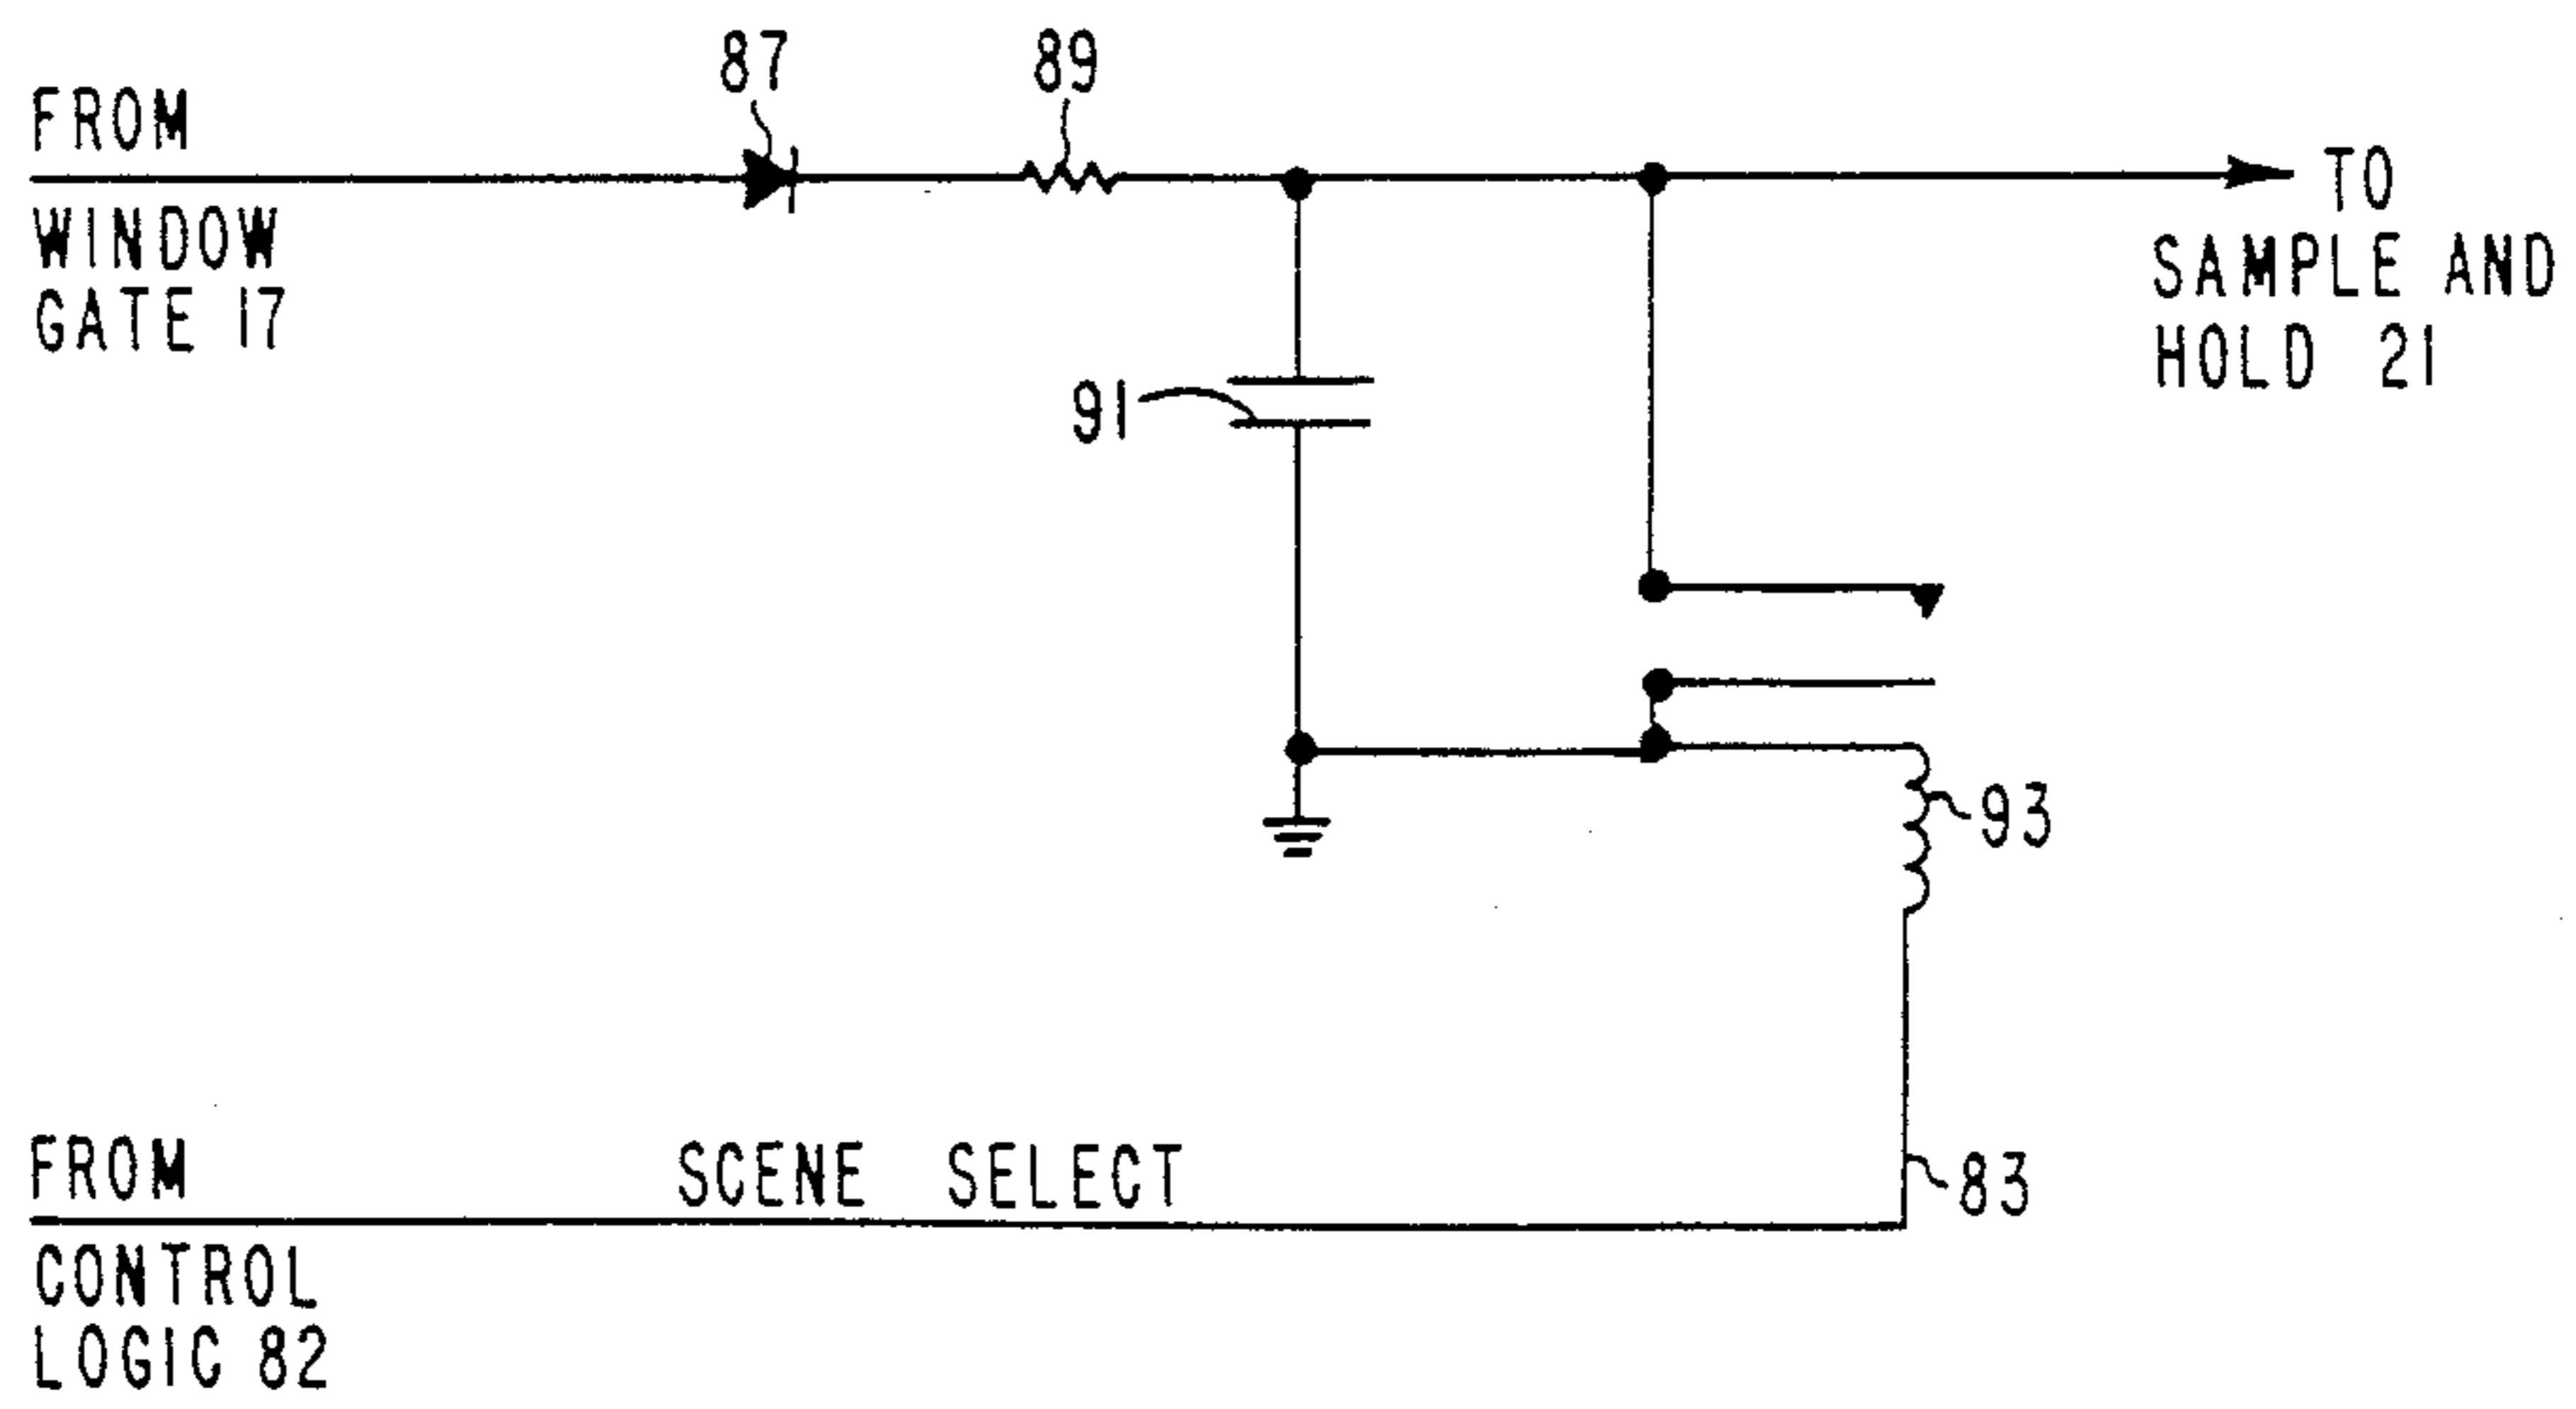 87
89
FROM
WINDOW
GATE 17
TO
SAMPLE AND
HOLD 21
91
93
83
FROM
SCENE SELECT
CONTROL
LOGIC 82